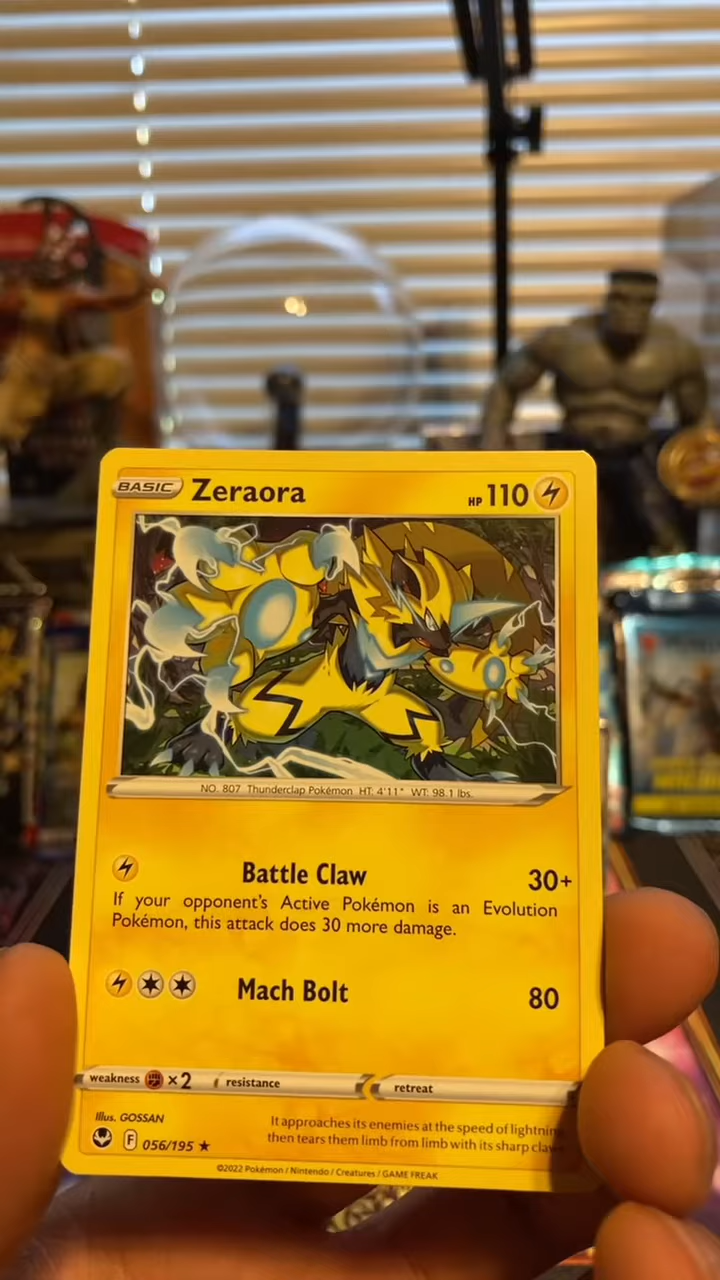 BASIC Zeraora HP 110
NO. 807 Thunderclap Pokémon HT: 4'11" WT: 98.1 lbs.
Battle Claw 30+
If your opponent's Active Pokémon is an Evolution
Pokémon, this attack does 30 more damage.
Mach Bolt 80
weakness ×2 resistance retreat
Illus. GOSSAN
It approaches its enemies at the speed of lightning,
then tears them limb from limb with its sharp claws.
F 056/195 ★
©2022 Pokémon / Nintendo / Creatures / GAME FREAK